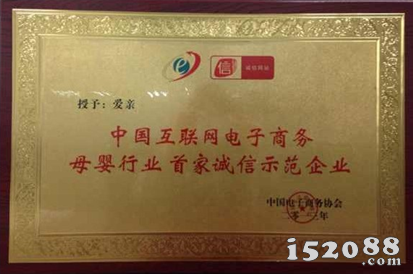 信
授予：爱亲
中国互联网电子商务
母婴行业 首家诚信示范企业
中国电子商务协会
i52088
.com